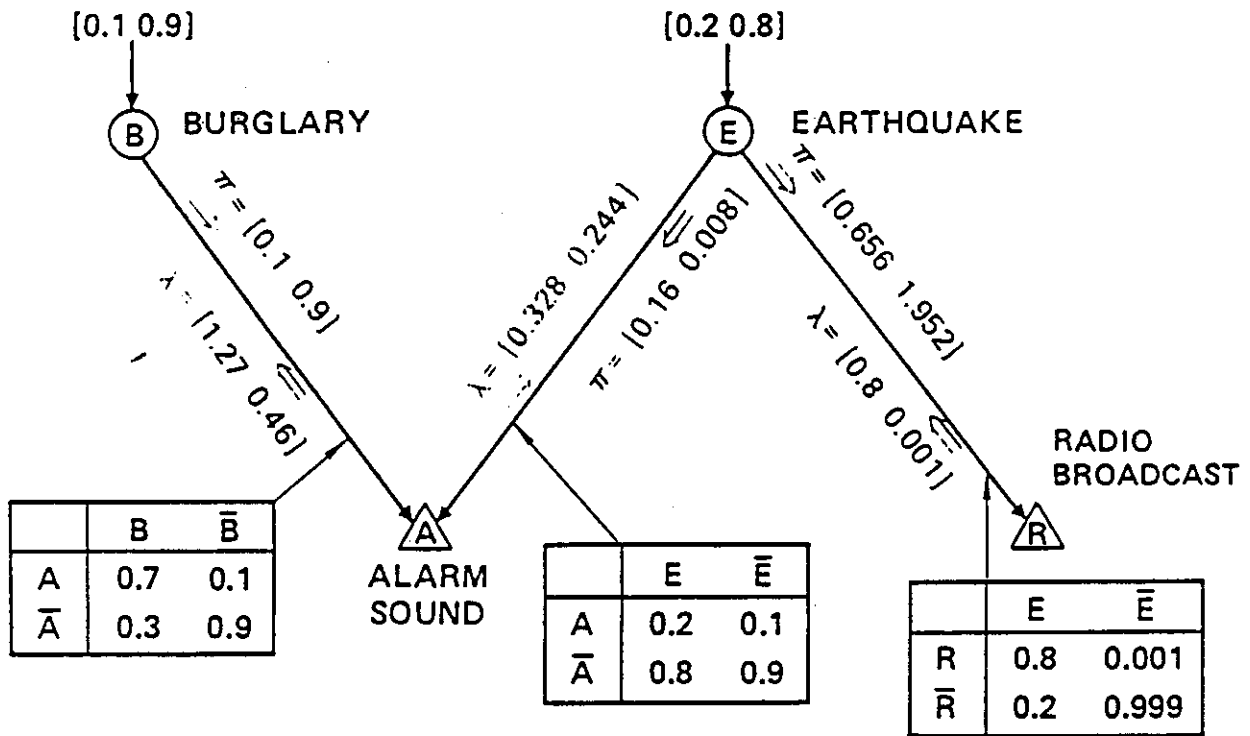 [0.1 0.9]
[0.2 0.8]
B
BURGLARY
E
EARTHQUAKE
π = [0.1 0.9]
λ = [1.27 0.46]
λ = [0.328 0.244]
π = [0.16 0.008]
π = [0.656 1.952]
λ = [0.8 0.001]
RADIO
BROADCAST
A
ALARM
SOUND
R
B B̅
A 0.7 0.1
A̅ 0.3 0.9
E E̅
A 0.2 0.1
A̅ 0.8 0.9
E E̅
R 0.8 0.001
R̅ 0.2 0.999